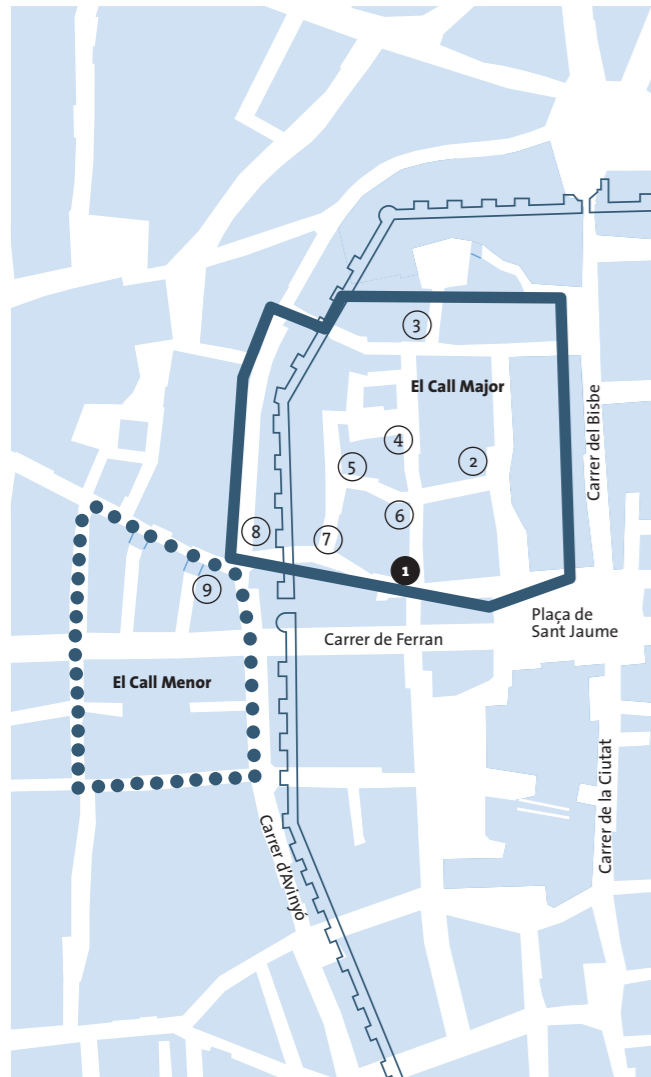 3
El Call Major
Carrer del Bisbe
4
2
5
6
8
7
1
9
Plaça de
Sant Jaume
Carrer de Ferran
El Call Menor
Carrer de la Ciutat
Carrer d'Avinyó